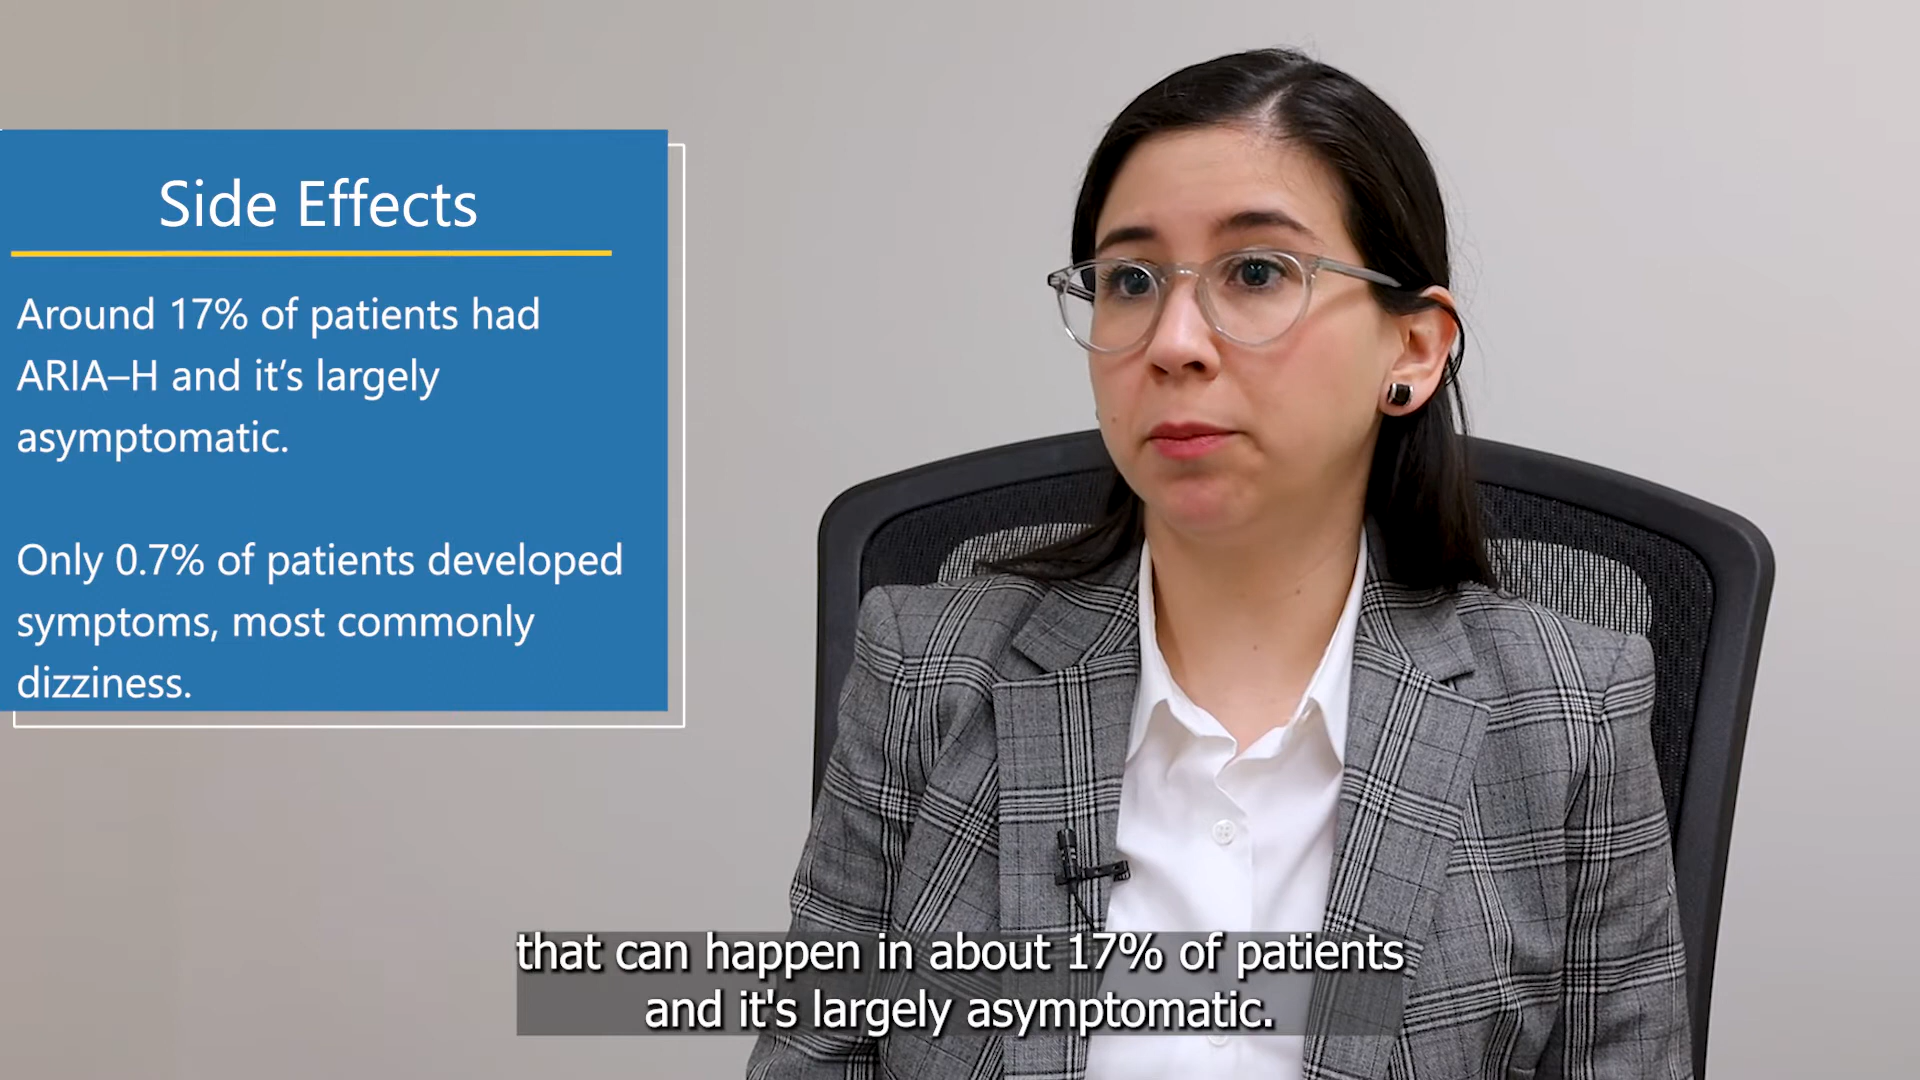 Side Effects
Around 17% of patients had
ARIA–H and it’s largely
asymptomatic.
Only 0.7% of patients developed
symptoms, most commonly
dizziness.
that can happen in about 17% of patients
and it's largely asymptomatic.